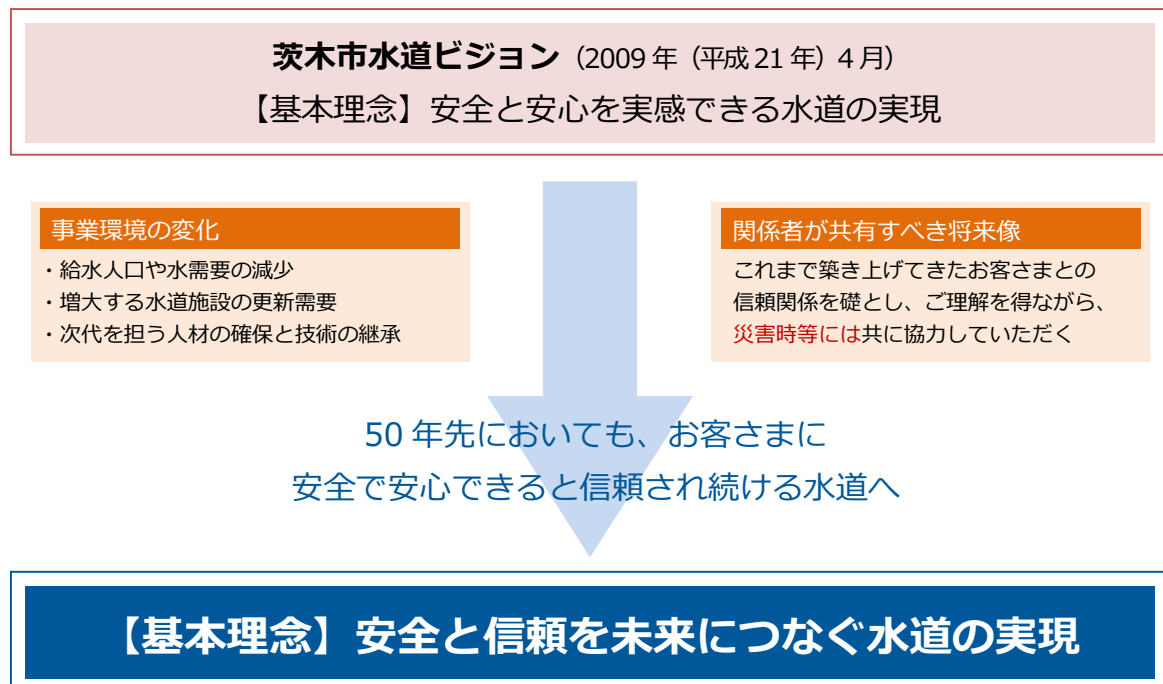 茨木市水道ビジョン（2009 年（平成 21 年）4 月）
【基本理念】安全と安心を実感できる水道の実現
事業環境の変化
・給水人口や水需要の減少
・増大する水道施設の更新需要
・次代を担う人材の確保と技術の継承
関係者が共有すべき将来像
これまで築き上げてきたお客さまとの
信頼関係を礎とし、ご理解を得ながら、
災害時等には共に協力していただく
50 年先においても、お客さまに
安全で安心できると信頼され続ける水道へ
【基本理念】安全と信頼を未来につなぐ水道の実現